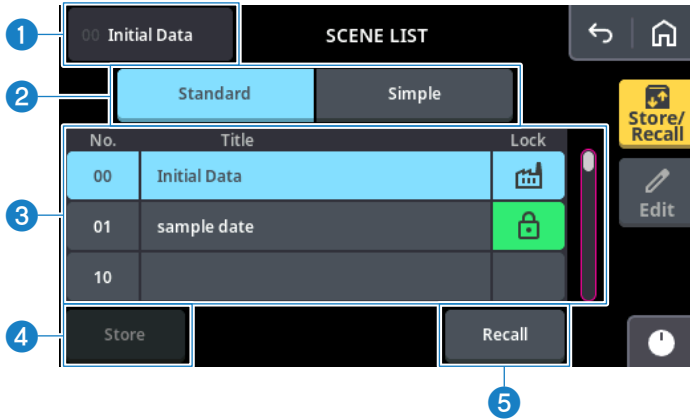 1
00 Initial Data
SCENE LIST
2
Standard
Simple
Store/
Recall
3
No.
Title
Lock
00
Initial Data
01
sample date
10
Edit
4
Store
Recall
5